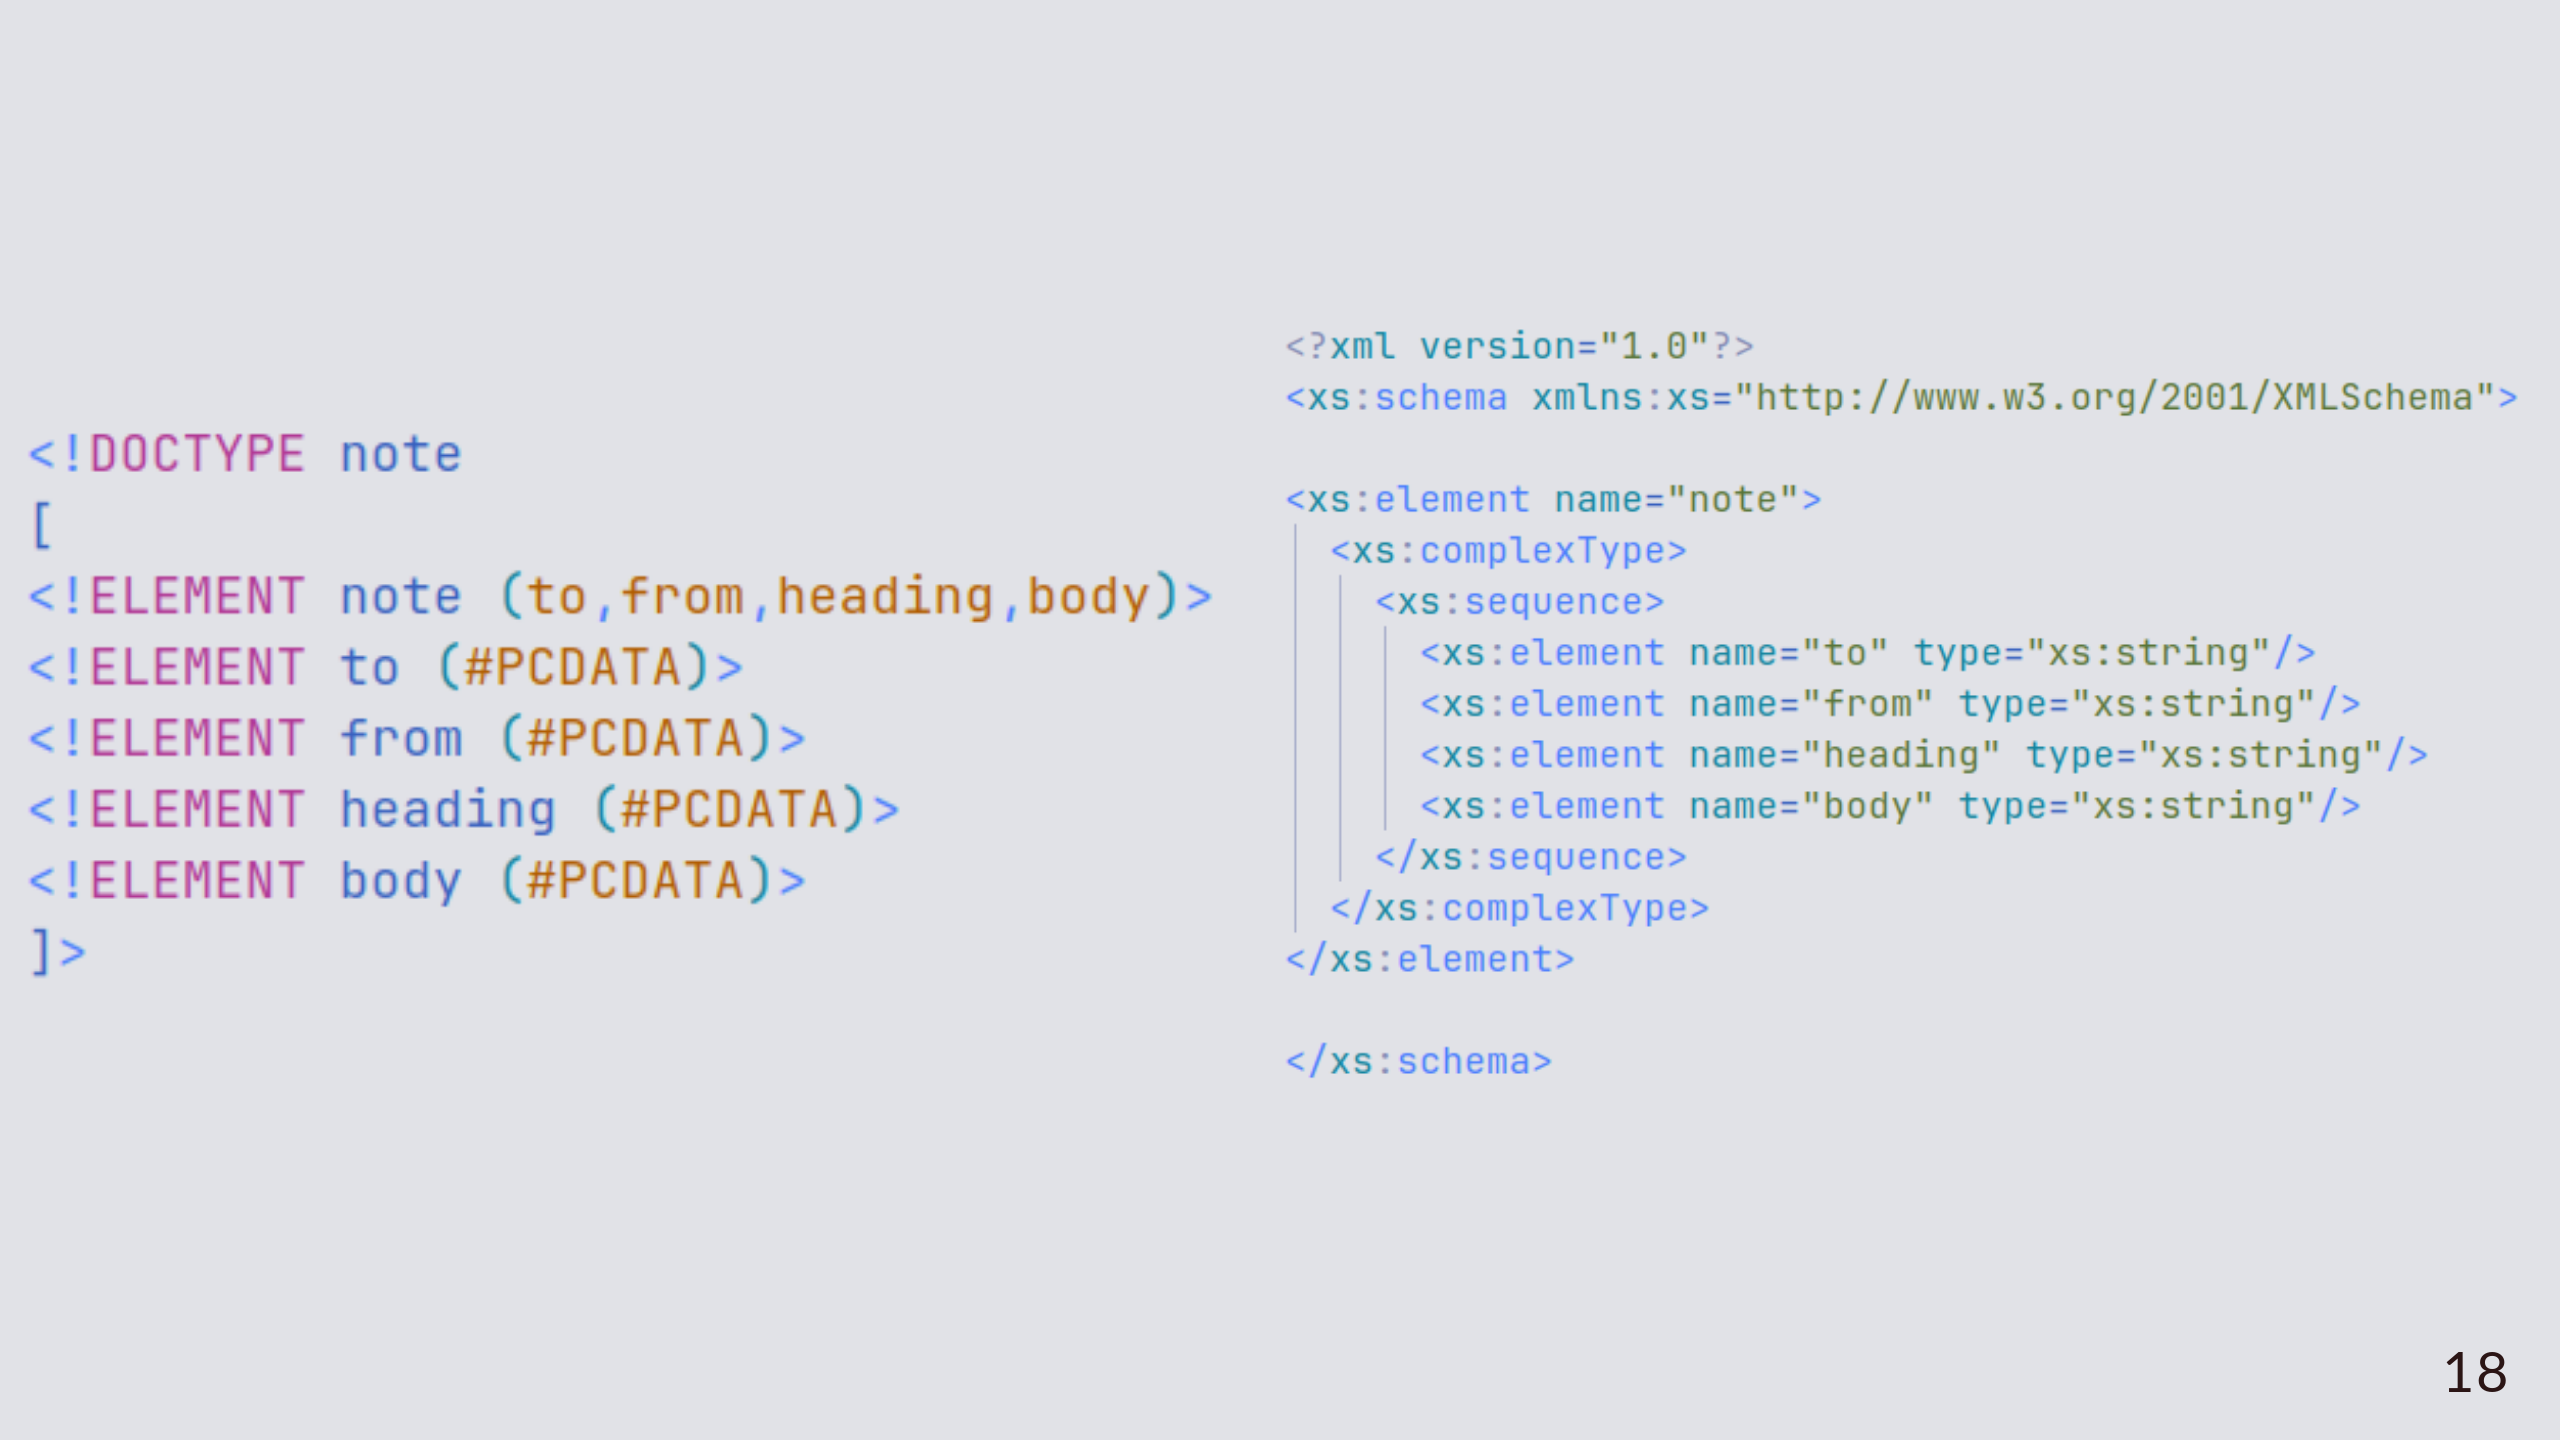 <!DOCTYPE note
[
<!ELEMENT note (to,from,heading,body)>
<!ELEMENT to (#PCDATA)>
<!ELEMENT from (#PCDATA)>
<!ELEMENT heading (#PCDATA)>
<!ELEMENT body (#PCDATA)>
]>
<?xml version="1.0"?>
<xs:schema xmlns:xs="http://www.w3.org/2001/XMLSchema">
<xs:element name="note">
<xs:complexType>
<xs:sequence>
<xs:element name="to" type="xs:string"/>
<xs:element name="from" type="xs:string"/>
<xs:element name="heading" type="xs:string"/>
<xs:element name="body" type="xs:string"/>
</xs:sequence>
</xs:complexType>
</xs:element>
</xs:schema>
18